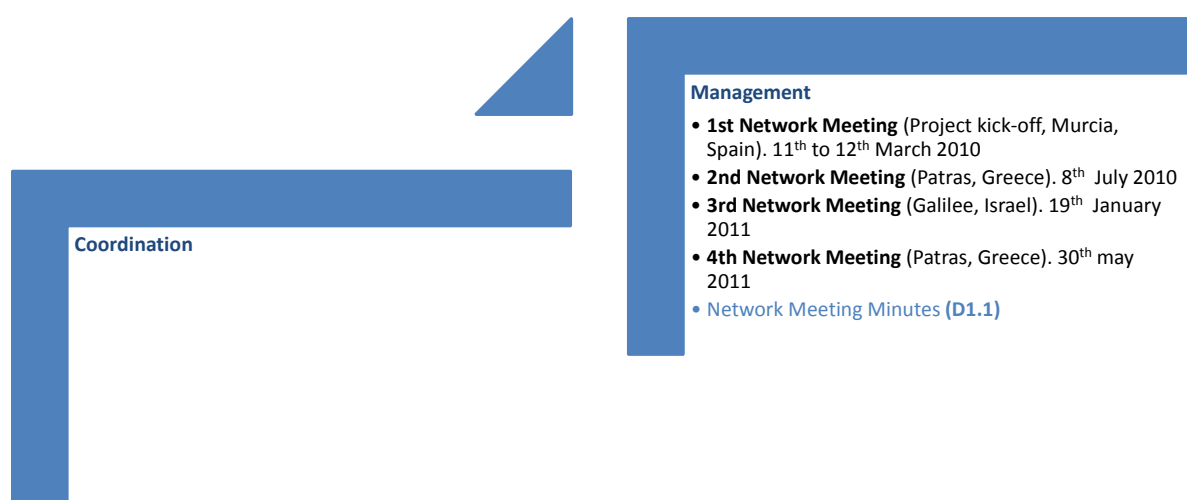 Coordination
Management
• 1st Network Meeting (Project kick-off, Murcia,
Spain). 11th to 12th March 2010
• 2nd Network Meeting (Patras, Greece). 8th  July 2010
• 3rd Network Meeting (Galilee, Israel). 19th  January
2011
• 4th Network Meeting (Patras, Greece). 30th may
2011
• Network Meeting Minutes (D1.1)